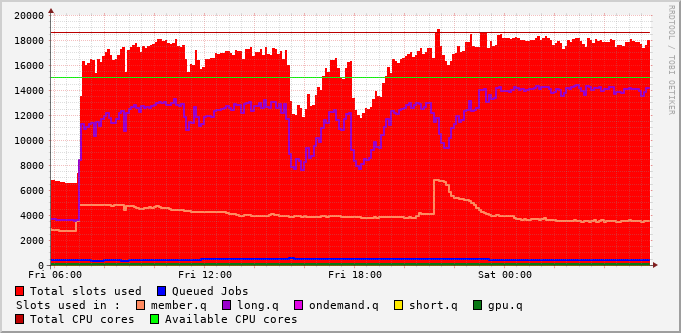 20000
18000
16000
14000
12000
10000
8000
6000
4000
2000
0
Fri 06:00 Fri 12:00 Fri 18:00 Sat 00:00
RRDTOOL / TOBI OETIKER
Total slots used Queued Jobs
Slots used in : member.q long.q ondemand.q short.q gpu.q
Total CPU cores Available CPU cores